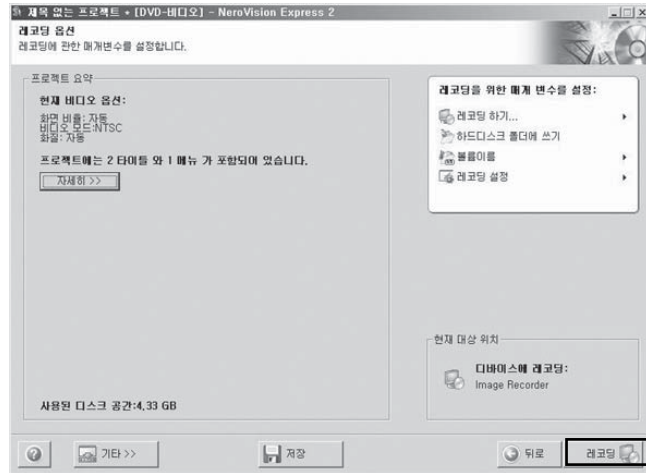 제목 없는 프로젝트 • [DVD-비디오] - NeroVision Express 2
레코딩 옵션
레코딩에 관한 매개변수를 설정합니다.
프로젝트 요약
현재 비디오 옵션:
화면 비율: 자동
비디오 모드:NTSC
화질: 자동
프로젝트에는 2 타이틀 와 1 메뉴 가 포함되어 있습니다.
자세히 >>
사용된 디스크 공간:4,33 GB
레코딩을 위한 매개 변수를 설정:
레코딩 하기...
하드디스크 폴더에 쓰기
볼륨이름
레코딩 설정
현재 대상 위치
디바이스에 레코딩:
Image Recorder
기타 >>
저장
뒤로
레코딩